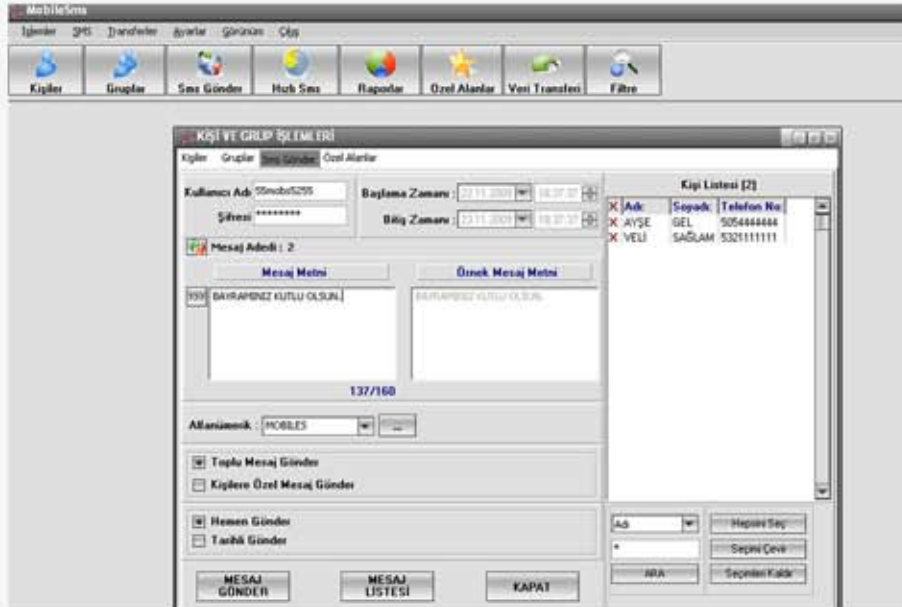 MobileSms
İşlemler SMS Transferler Ayarlar Görünüm Çıkış
Kişiler Gruplar Sms Gönder Hızlı Sms Raporlar Özel Alanlar Veri Transferi Filtre
KİŞİ VE GRUP İŞLEMLERİ
Kişiler Gruplar Sms Gönder Özel Alanlar
Kullanıcı Adı
Başlama Zamanı :
Kişi Listesi [2]
Şifresi ********
Bitiş Zamanı :
X Adı: Soyadı: Telefon No:
X AYŞE GEL 5054444444
X VELİ SAĞLAM 5321111111
Mesaj Adedi : 2
Mesaj Metni
Örnek Mesaj Metni
BAYRAMINIZ KUTLU OLSUN.
BAYRAMINIZ KUTLU OLSUN.
137/160
Alfanümerik : MOBILES ...
Toplu Mesaj Gönder
Kişilere Özel Mesaj Gönder
Hemen Gönder
Tarihli Gönder
Adı
Hepsini Seç
*
Seçimi Çevir
ARA
Seçimleri Kaldır
MESAJ GÖNDER
MESAJ LİSTESİ
KAPAT